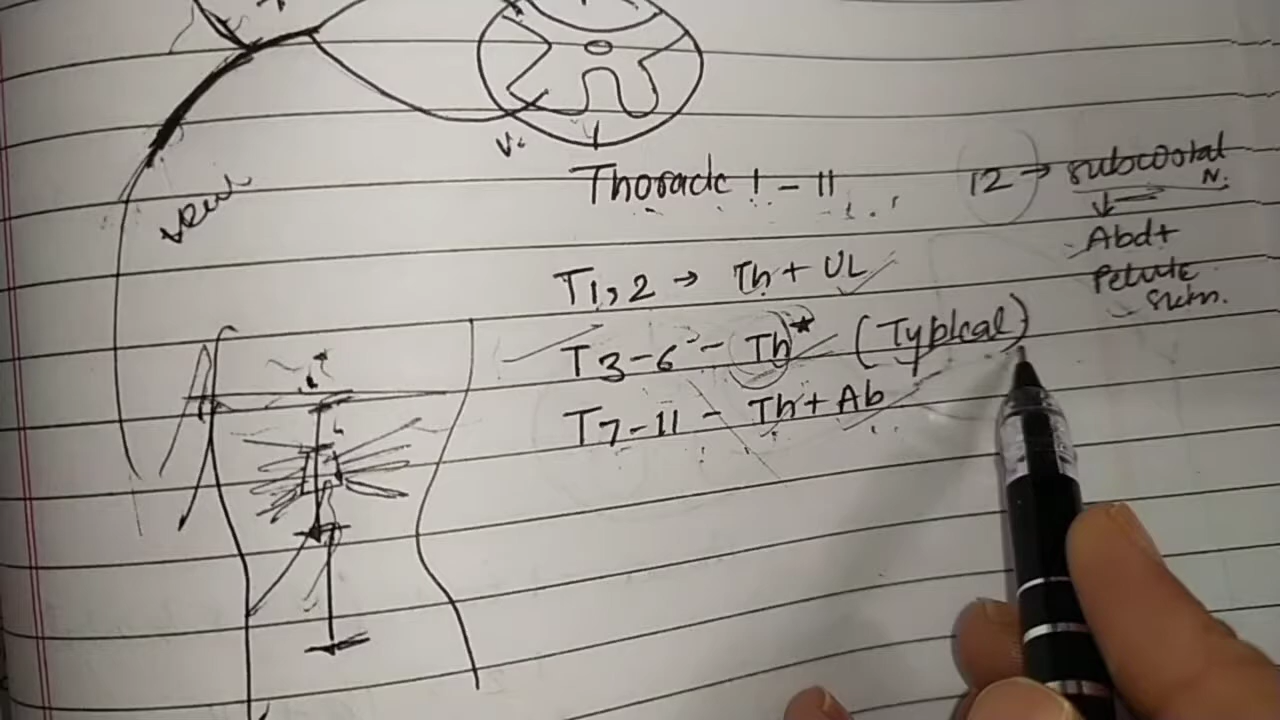 V.
Thoracic 1 - 11
12 → subcostal N.
↓
Abd +
Pelvic
skin.
T1,2 → Th + UL
T3-6 - Th* (Typical)
T7-11 - Th + Ab